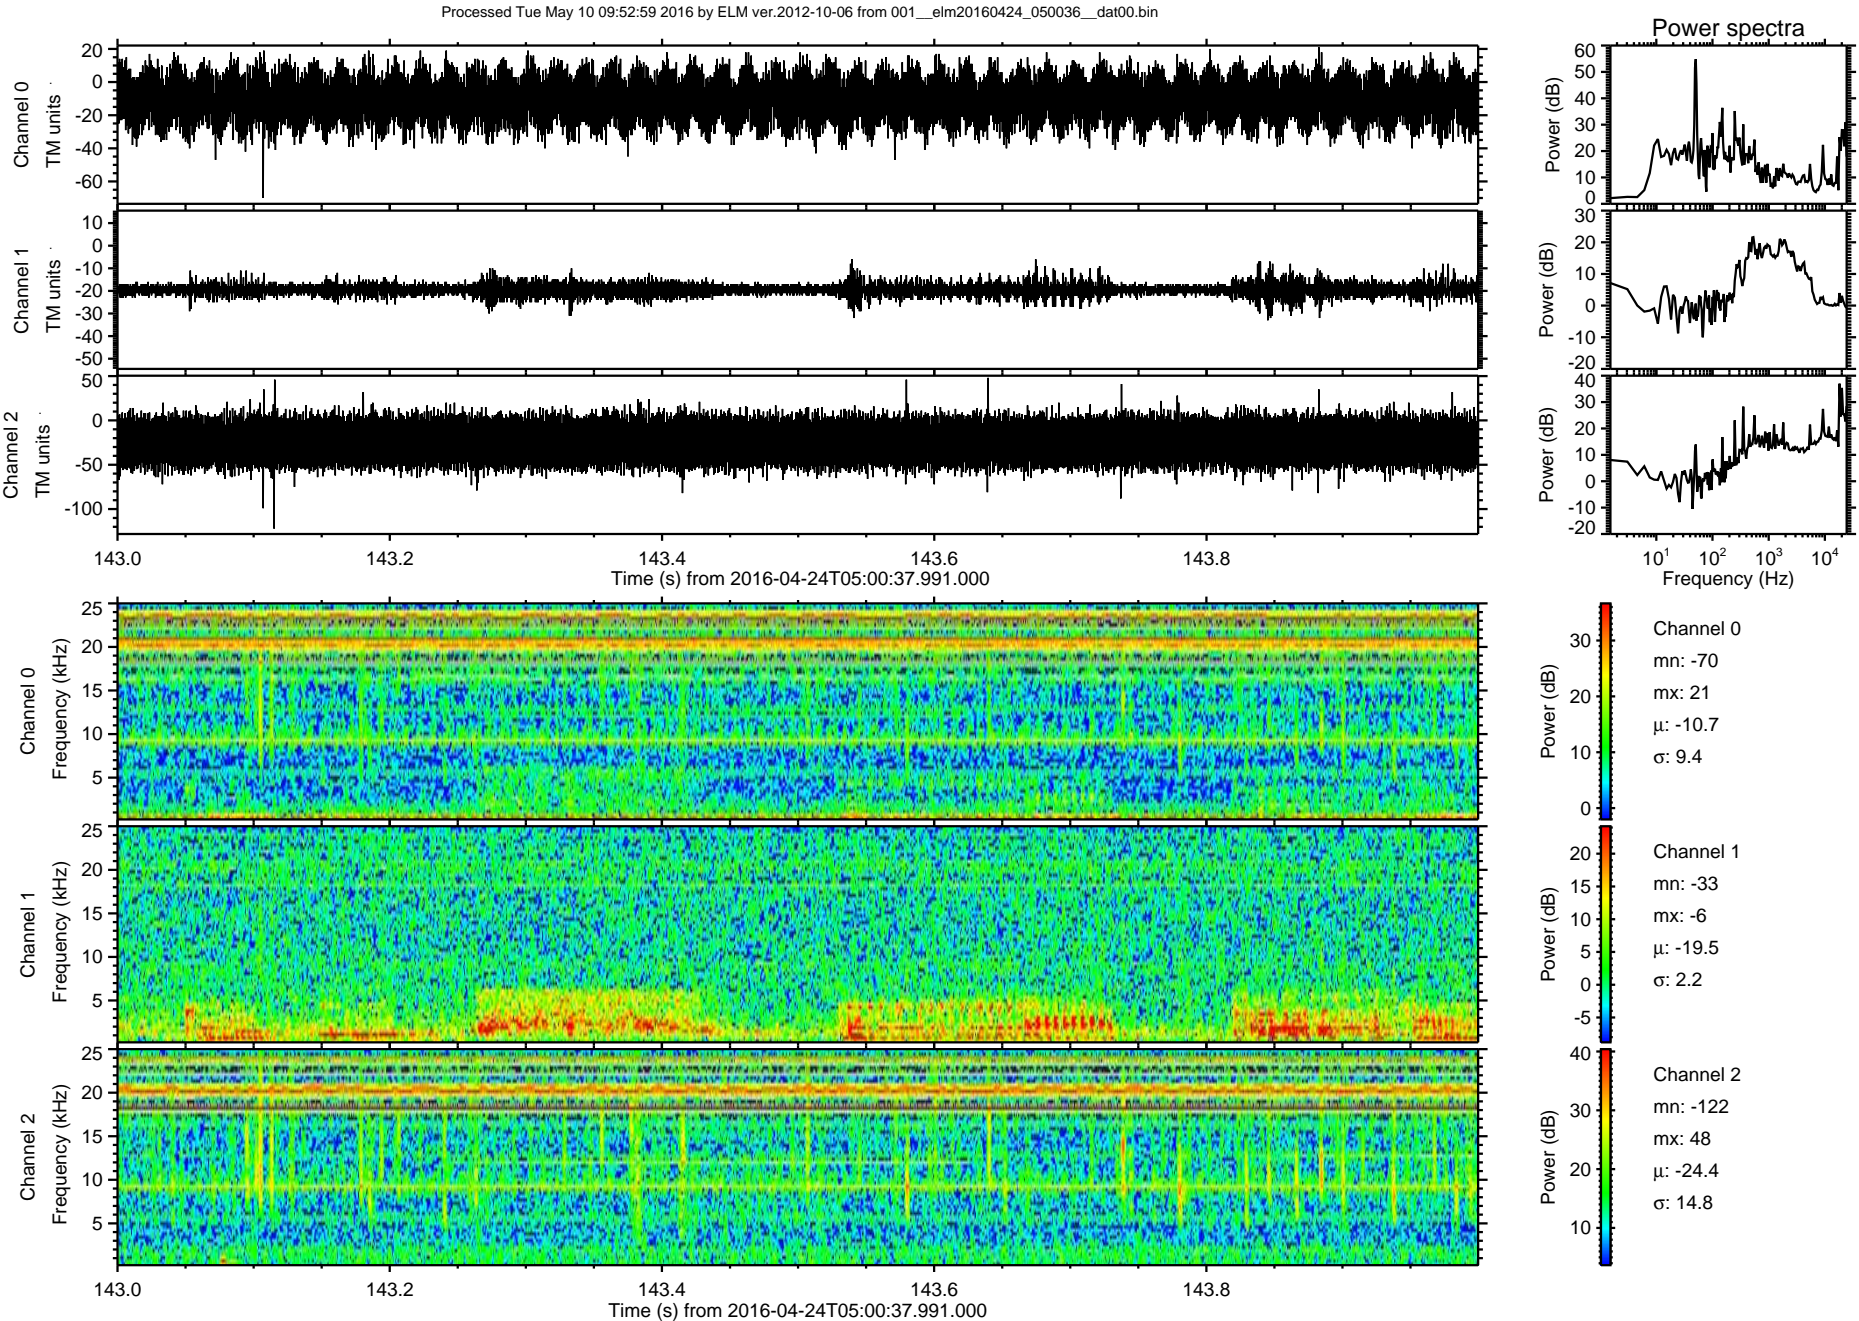 Processed Tue May 10 09:52:59 2016 by ELM ver.2012-10-06 from 001__elm20160424_050036__dat00.bin
Power spectra
Channel 0
TM units
20
0
-20
-40
-60
Power (dB)
60
50
40
30
20
10
0
Channel 1
TM units
10
0
-10
-20
-30
-40
-50
Power (dB)
30
20
10
0
-10
-20
Channel 2
TM units
50
0
-50
-100
Power (dB)
40
30
20
10
0
-10
-20
143.0 143.2 143.4 143.6 143.8
Time (s) from 2016-04-24T05:00:37.991.000
10¹ 10² 10³ 10⁴
Frequency (Hz)
Channel 0
Frequency (kHz)
25
20
15
10
5
Power (dB)
30
20
10
0
Channel 0
mn: -70
mx: 21
µ: -10.7
σ: 9.4
Channel 1
Frequency (kHz)
25
20
15
10
5
Power (dB)
20
15
10
5
0
-5
Channel 1
mn: -33
mx: -6
µ: -19.5
σ: 2.2
Channel 2
Frequency (kHz)
25
20
15
10
5
Power (dB)
40
30
20
10
Channel 2
mn: -122
mx: 48
µ: -24.4
σ: 14.8
143.0 143.2 143.4 143.6 143.8
Time (s) from 2016-04-24T05:00:37.991.000